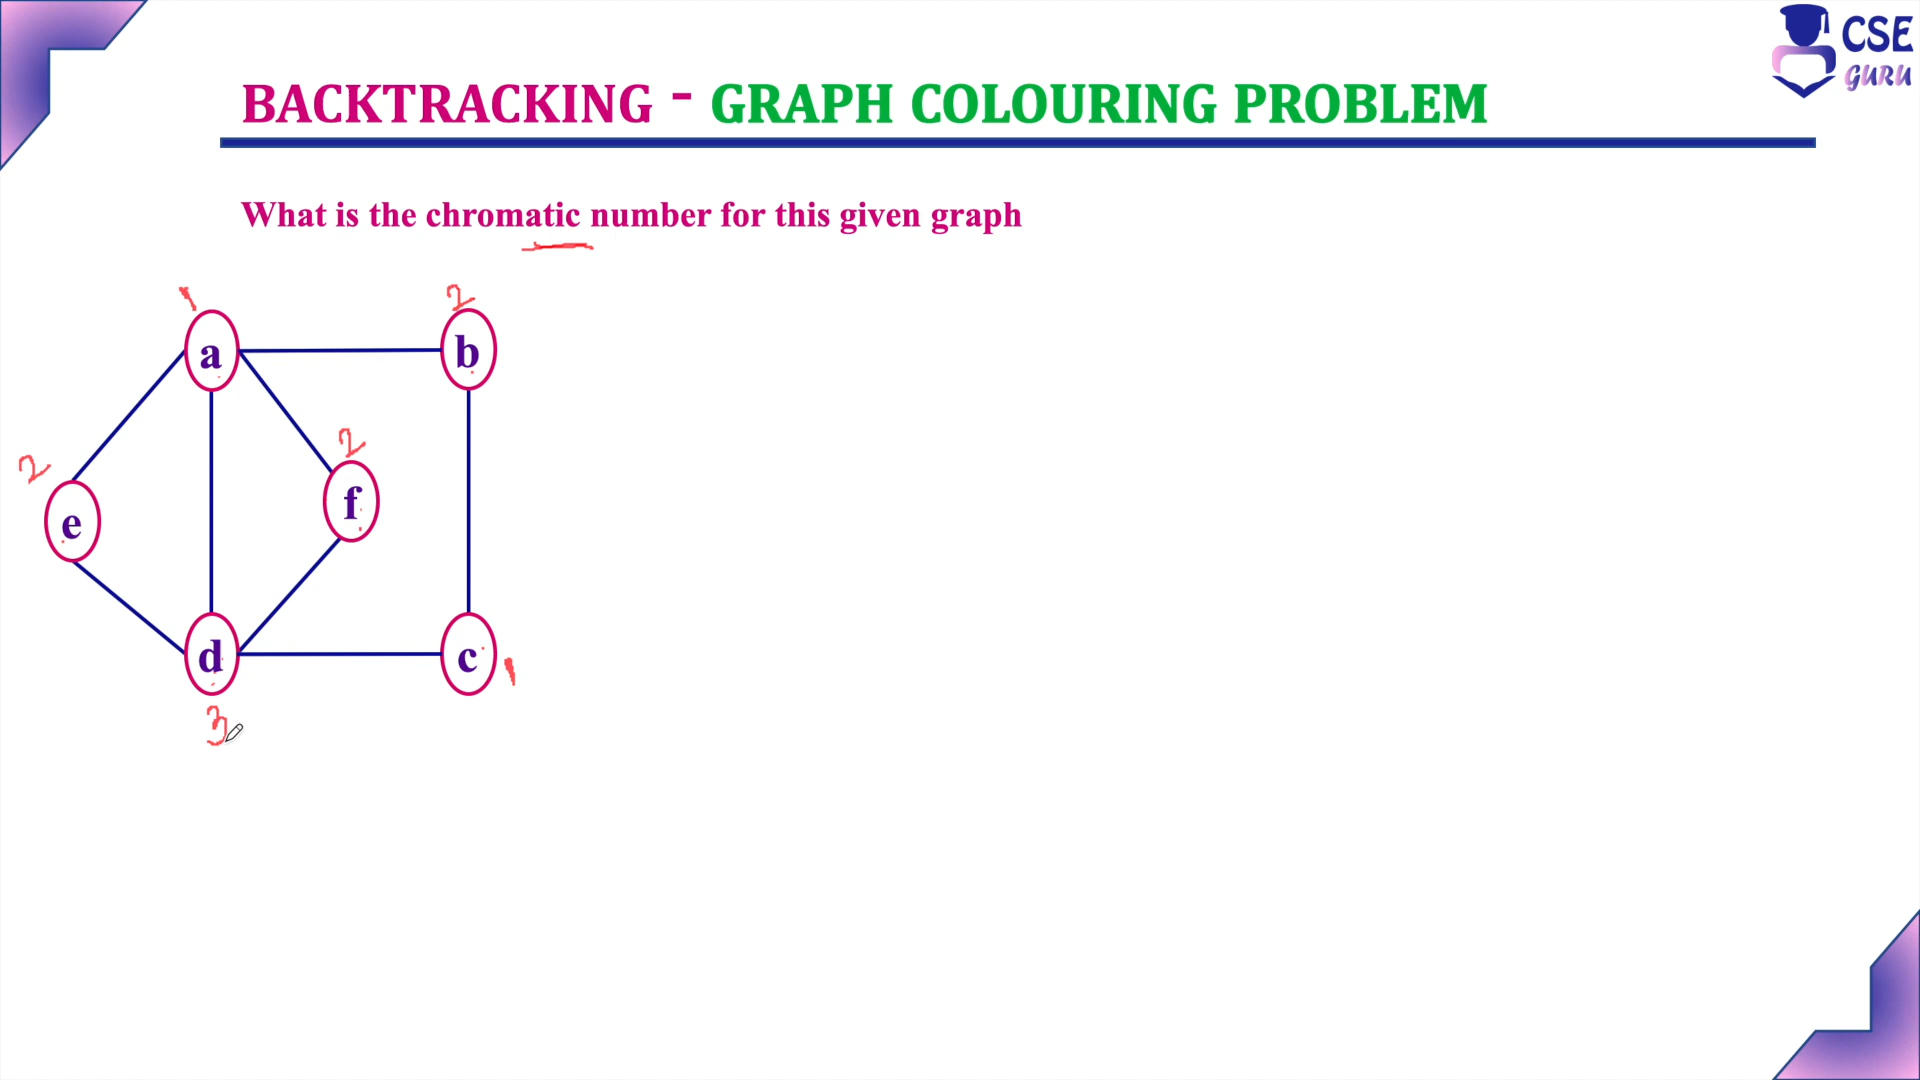 CSE
GURU
BACKTRACKING - GRAPH COLOURING PROBLEM
What is the chromatic number for this given graph
1
2
a
b
2
2
f
e
d
c
1
3